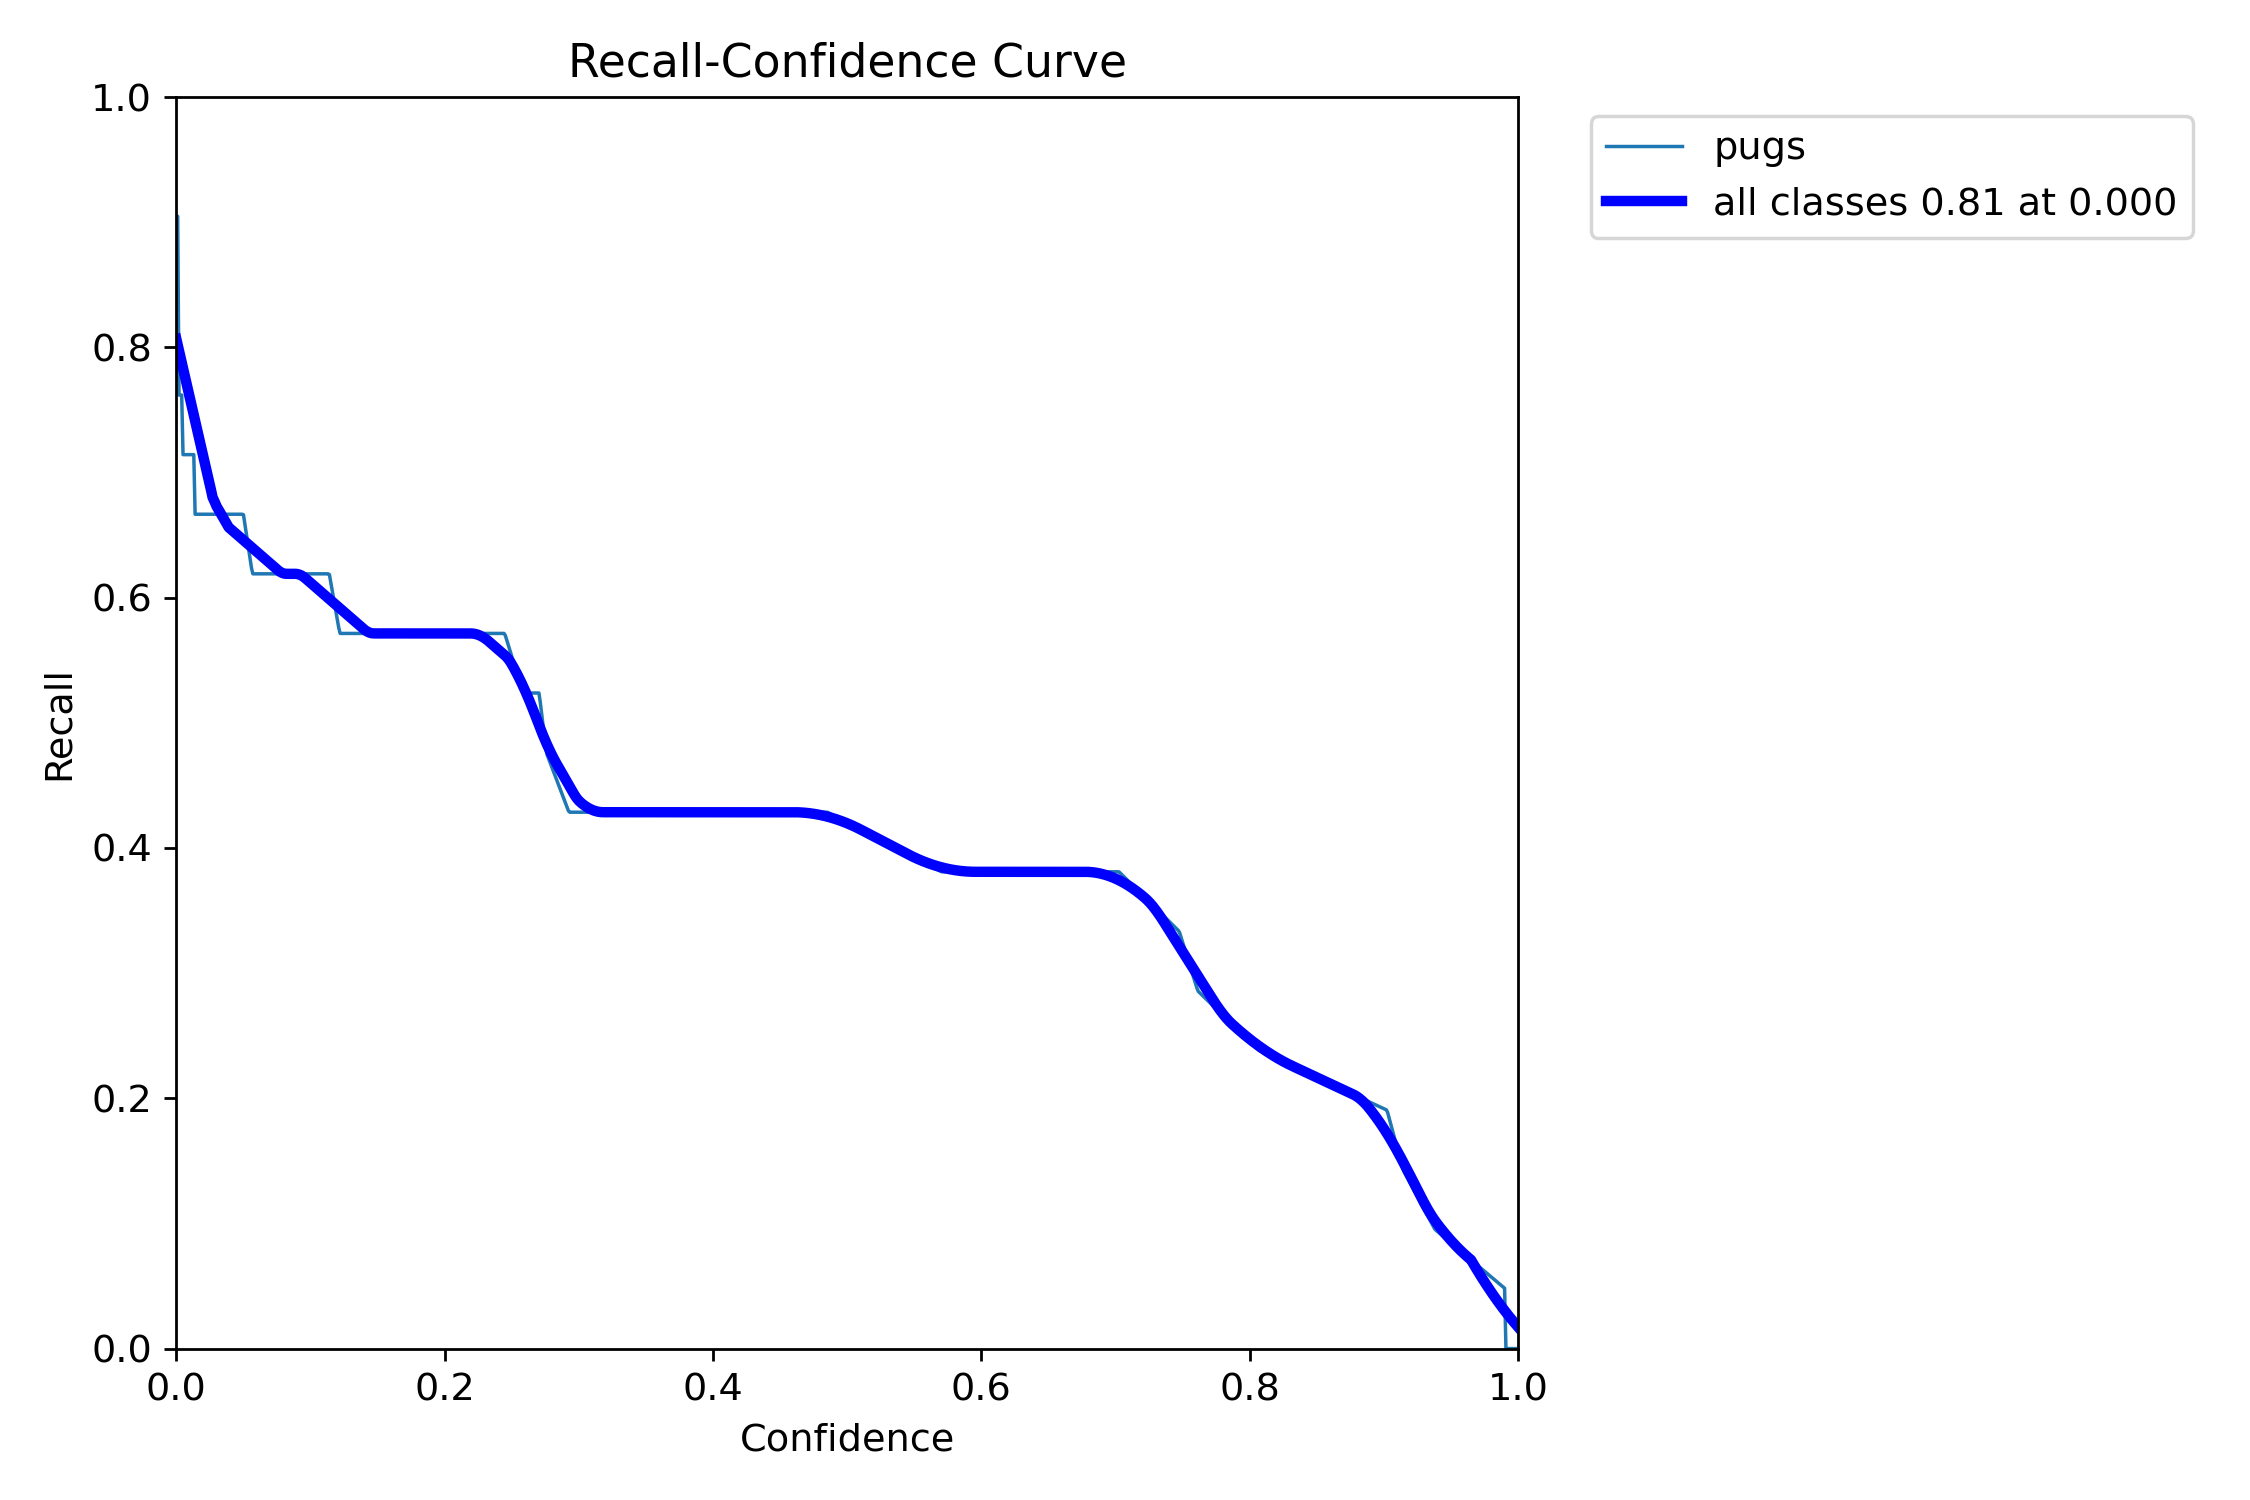 Recall-Confidence Curve
1.0
0.8
0.6
0.4
0.2
0.0
Recall
0.0 0.2 0.4 0.6 0.8 1.0
Confidence
pugs
all classes 0.81 at 0.000